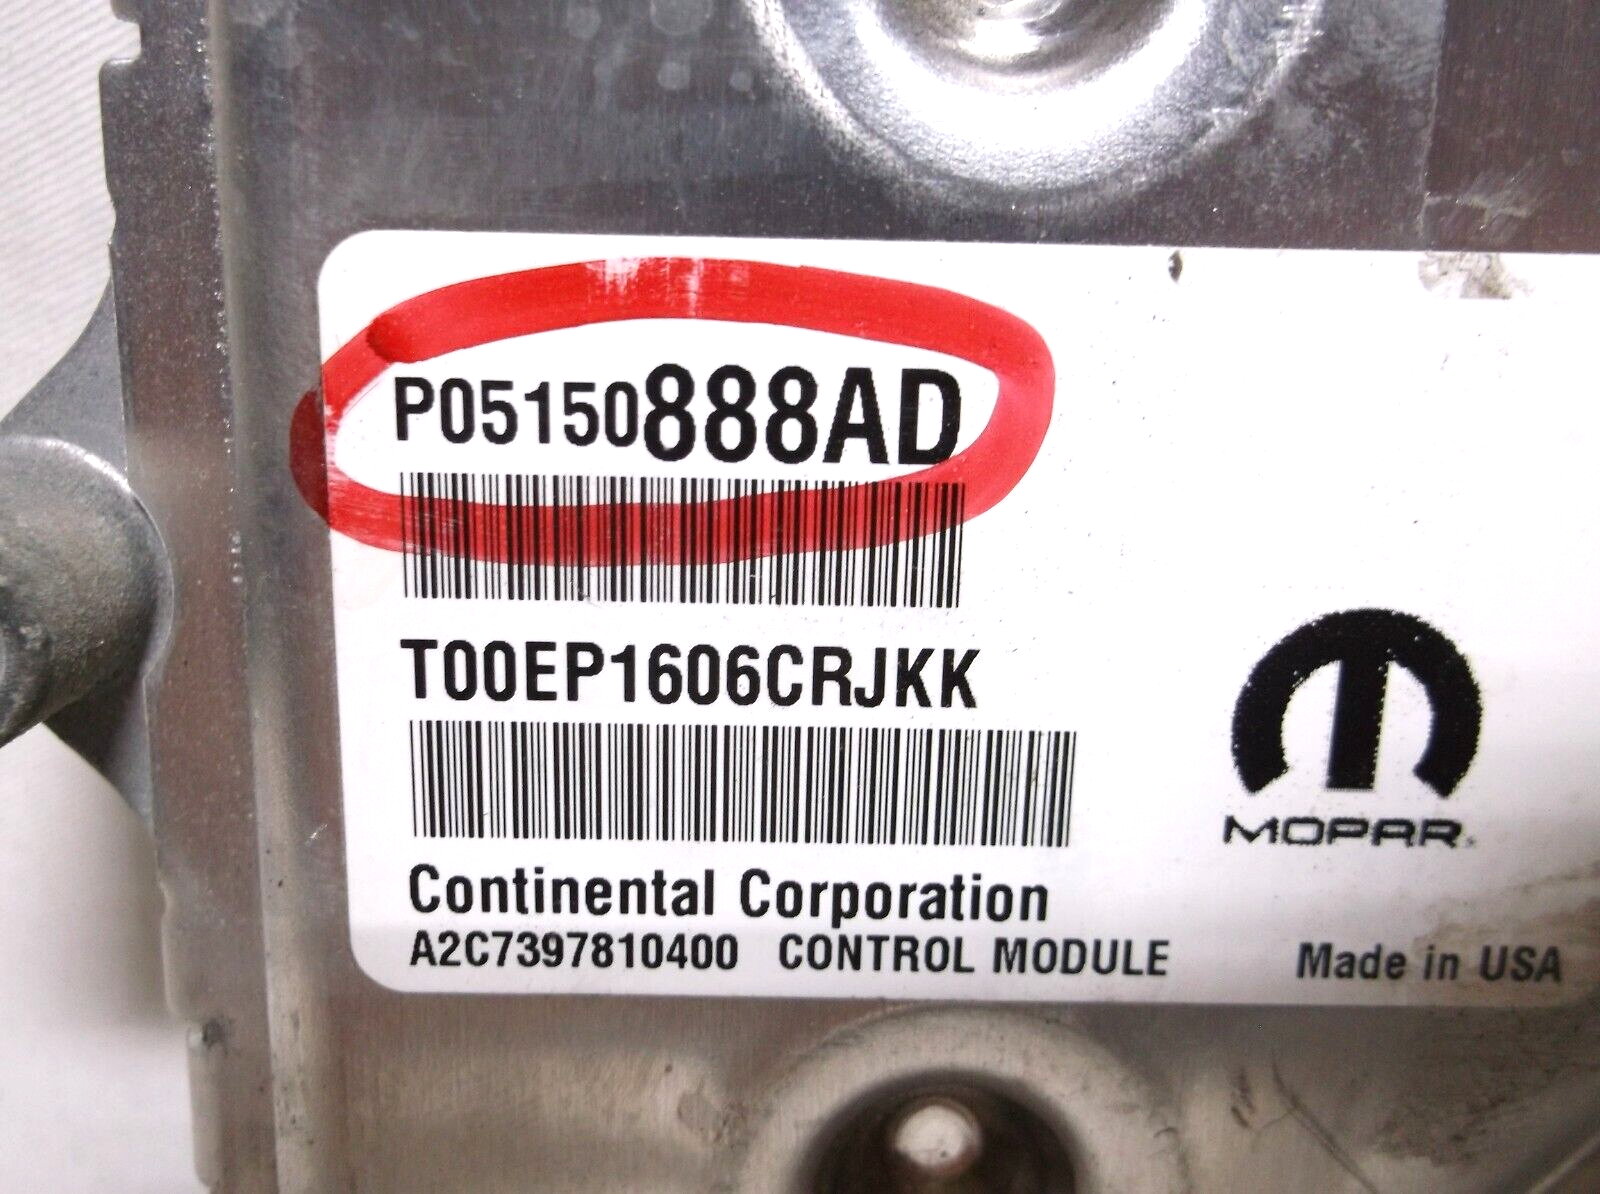 P05150888AD
T00EP1606CRJKK
MOPAR
Continental Corporation
A2C7397810400 CONTROL MODULE Made in USA